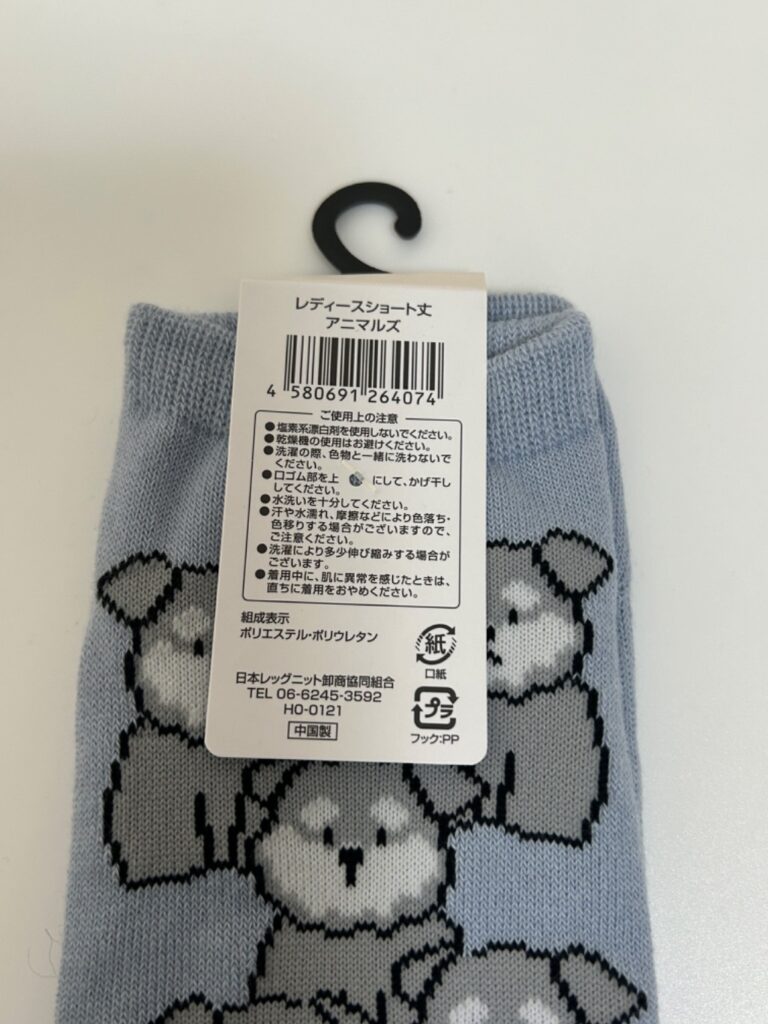 レディースショート丈
アニマルズ
4 580691 264074
ご使用上の注意
●塩素系漂白剤を使用しないでください。
●乾燥機の使用はお避けください。
●洗濯の際、色物と一緒に洗わないで
ください。
●口ゴム部を上 にして、かげ干し
してください。
●水洗いを十分してください。
●汗や水濡れ、摩擦などにより色落ち・
色移りする場合がございますので、
ご注意ください。
●洗濯により多少伸び縮みする場合が
ございます。
●着用中に、肌に異常を感じたときは、
直ちに着用をおやめください。
組成表示
ポリエステル・ポリウレタン
紙
口紙
日本レッグニット卸商協同組合
TEL 06-6245-3592
HO-0121
中国製
プラ
フック:PP